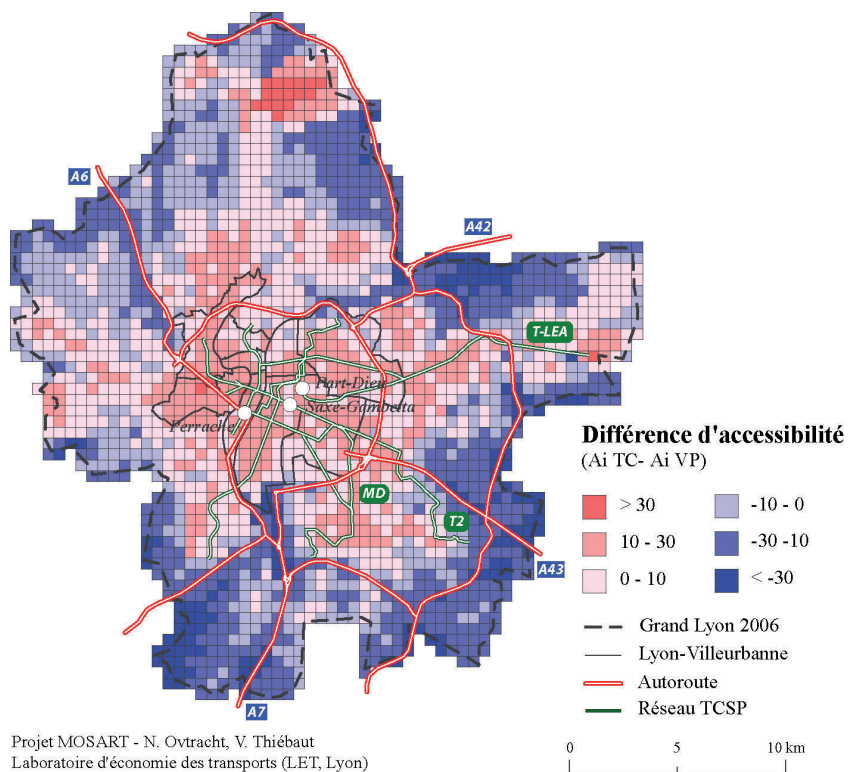 A6
A42
T-LEA
Part-Dieu
Saxe-Gambetta
Perrache
MD
T2
A43
A7
Différence d'accessibilité
(Ai TC- Ai VP)
> 30
-10 - 0
10 - 30
-30 -10
0 - 10
< -30
Grand Lyon 2006
Lyon-Villeurbanne
Autoroute
Réseau TCSP
Projet MOSART - N. Ovtracht, V. Thiébaut
Laboratoire d'économie des transports (LET, Lyon)
0 5 10 km